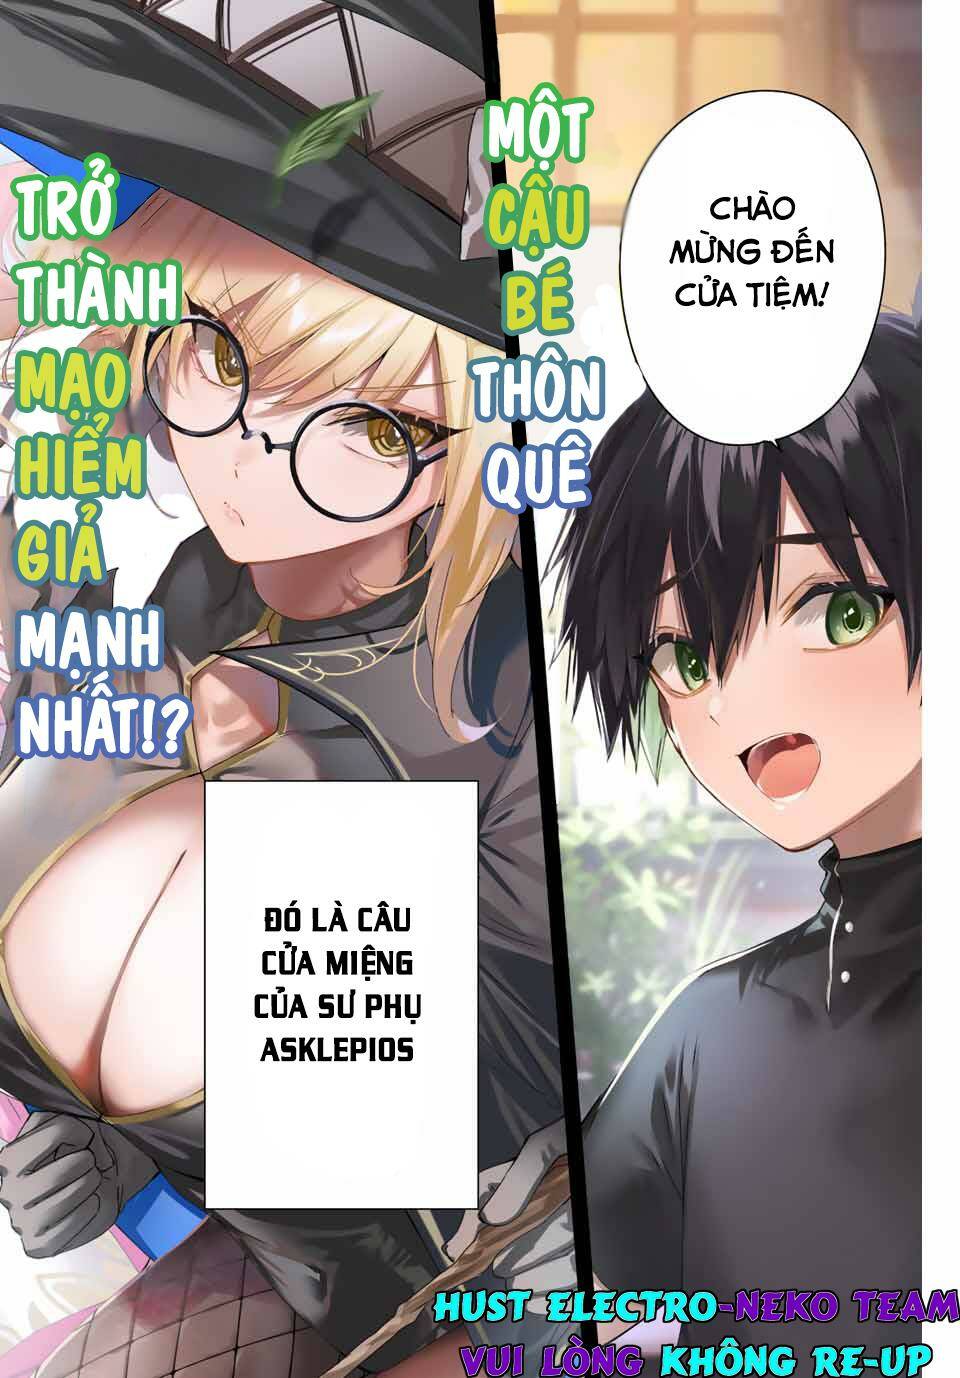 CHÀO
MỪNG ĐẾN
CỬA TIỆM!
MỘT
CẬU
BÉ
THÔN
QUÊ
TRỞ
THÀNH
MẠO
HIỂM
GIẢ
MẠNH
NHẤT!?
ĐÓ LÀ CÂU
CỬA MIỆNG
CỦA SƯ PHỤ
ASKLEPIOS
HUST ELECTRO-NEKO TEAM
VUI LÒNG KHÔNG RE-UP